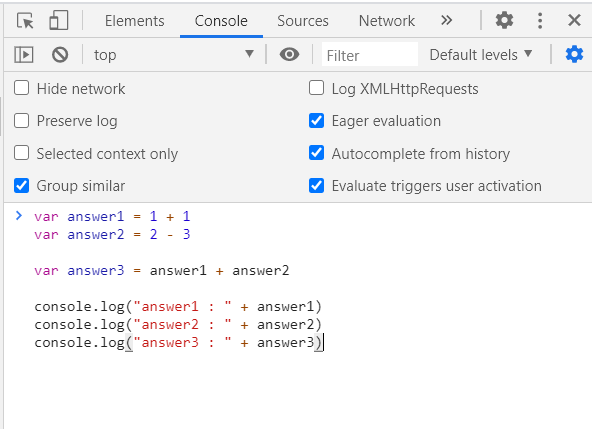 Elements Console Sources Network
top Filter Default levels
Hide network Log XMLHttpRequests
Preserve log Eager evaluation
Selected context only Autocomplete from history
Group similar Evaluate triggers user activation
var answer1 = 1 + 1
var answer2 = 2 - 3
var answer3 = answer1 + answer2
console.log("answer1 : " + answer1)
console.log("answer2 : " + answer2)
console.log("answer3 : " + answer3)